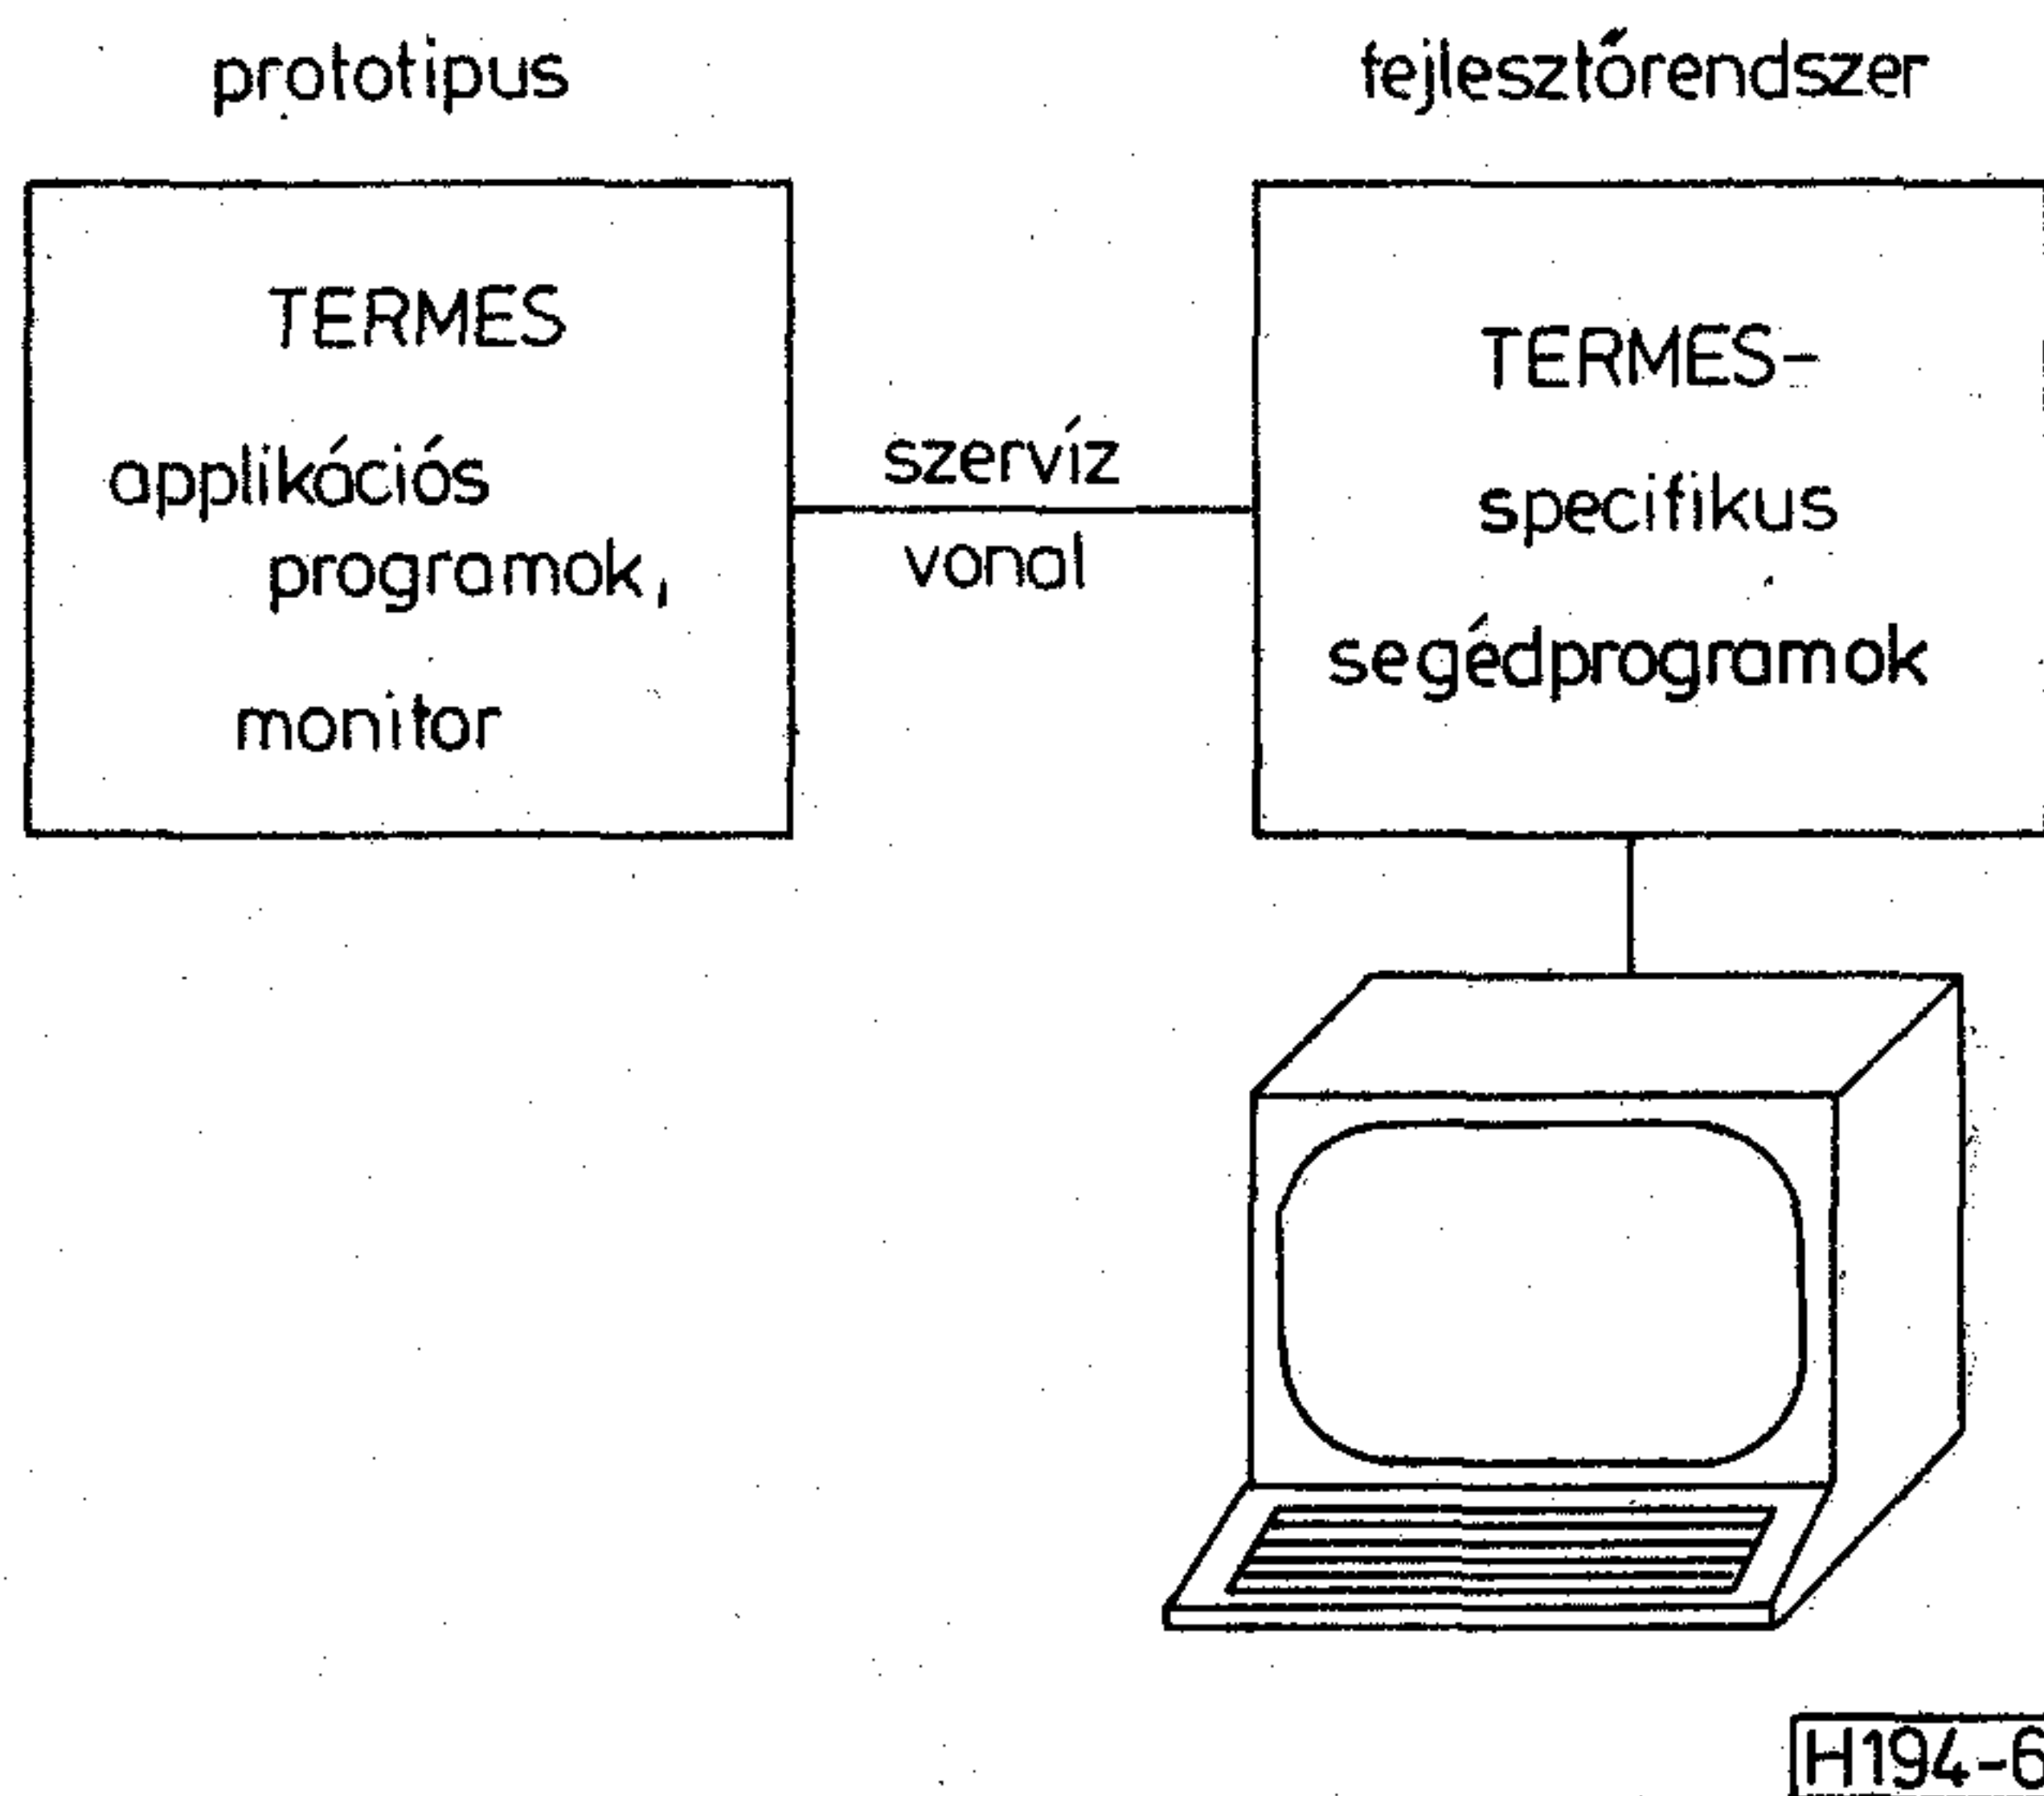 prototipus
fejlesztőrendszer
TERMES
applikációs
programok,
monitor
szervíz
vonal
TERMES-
specifikus
segédprogramok
H194-6